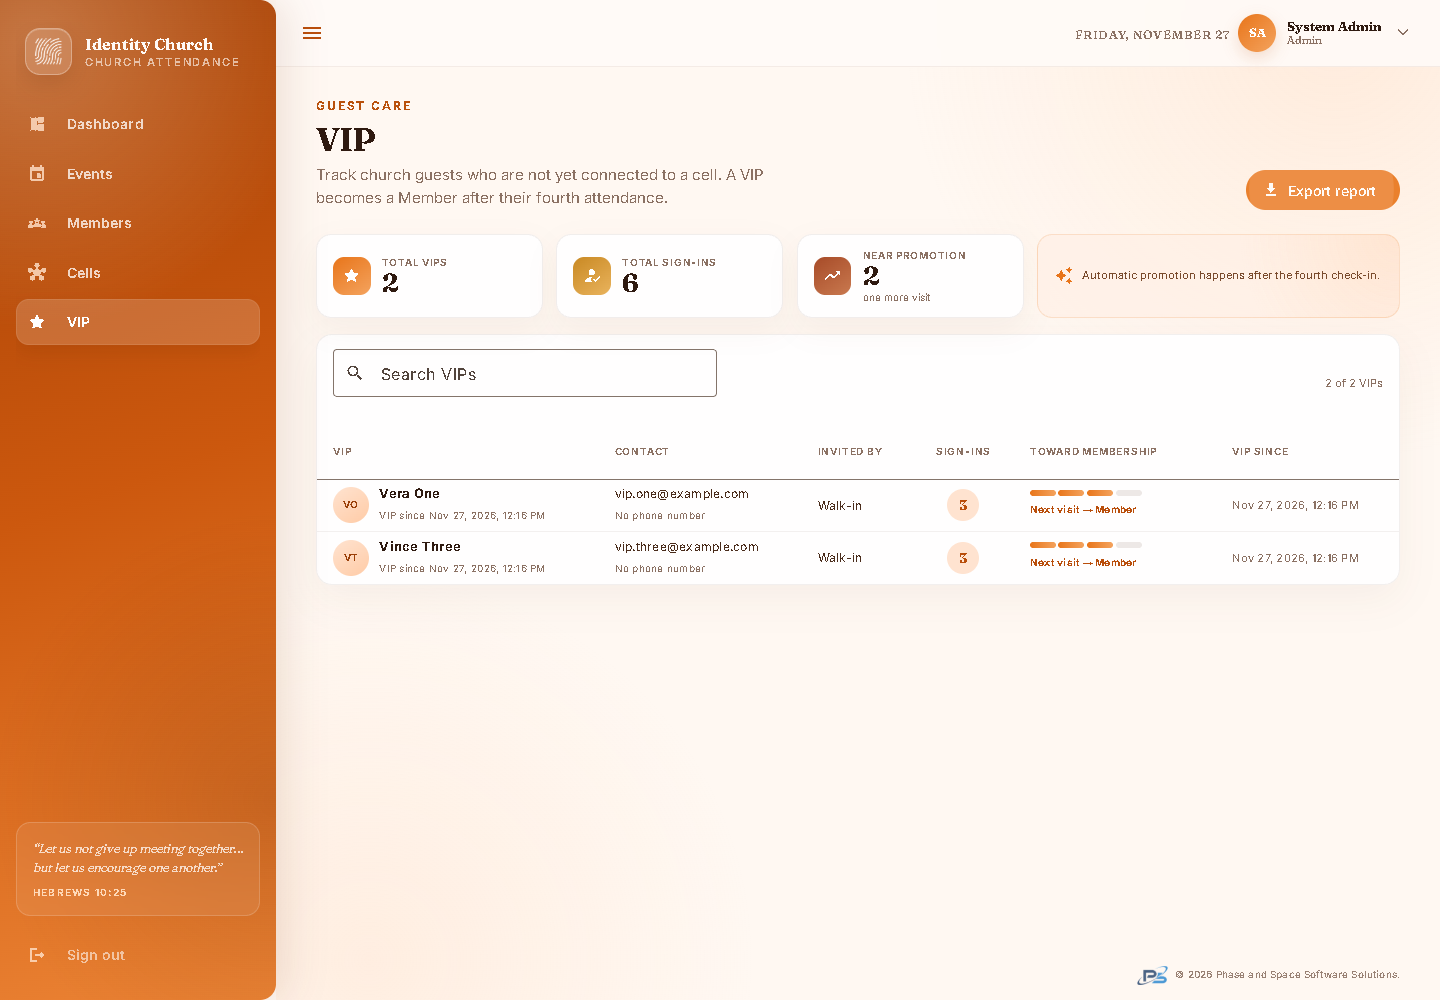 Identity Church
CHURCH ATTENDANCE
Dashboard
Events
Members
Cells
VIP
“Let us not give up meeting together...
but let us encourage one another.”
HEBREWS 10:25
Sign out
FRIDAY, NOVEMBER 27
SA
System Admin
Admin
GUEST CARE
VIP
Track church guests who are not yet connected to a cell. A VIP
becomes a Member after their fourth attendance.
Export report
TOTAL VIPS
2
TOTAL SIGN-INS
6
NEAR PROMOTION
2
one more visit
Automatic promotion happens after the fourth check-in.
Search VIPs
2 of 2 VIPs
VIP CONTACT INVITED BY SIGN-INS TOWARD MEMBERSHIP VIP SINCE
VO Vera One vip.one@example.com Walk-in 3 Nov 27, 2026, 12:16 PM
VIP since Nov 27, 2026, 12:16 PM No phone number Next visit → Member
VT Vince Three vip.three@example.com Walk-in 3 Nov 27, 2026, 12:16 PM
VIP since Nov 27, 2026, 12:16 PM No phone number Next visit → Member
PS © 2026 Phase and Space Software Solutions.